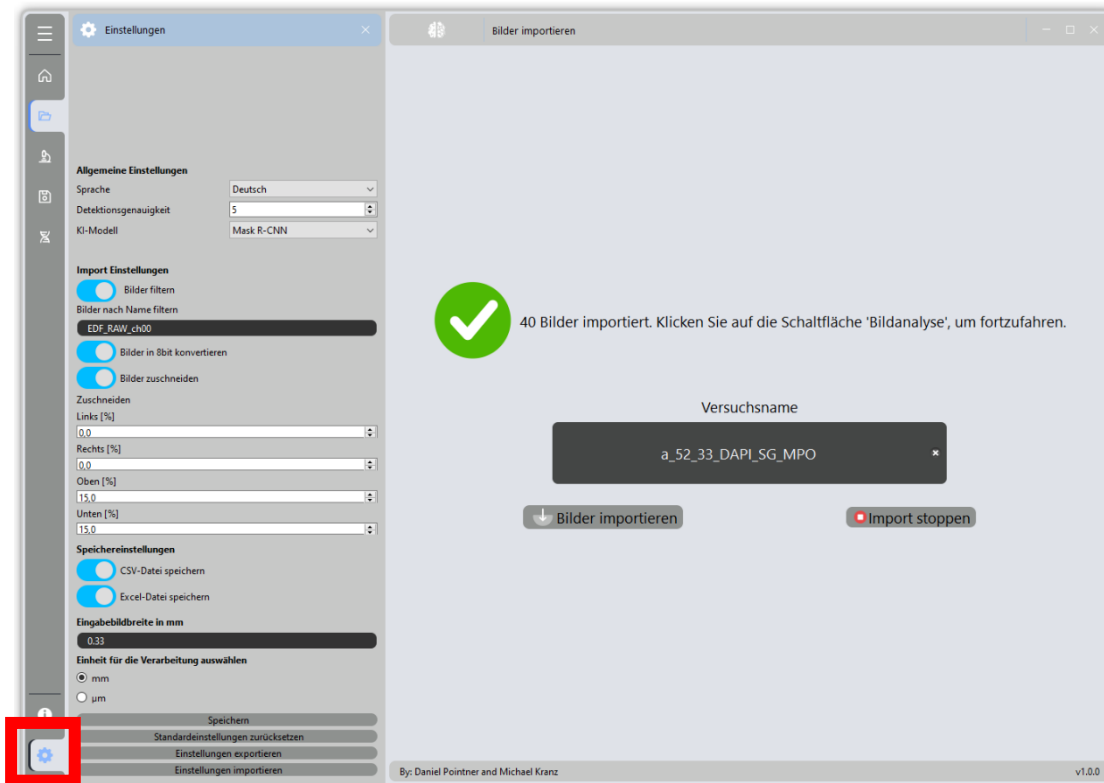 Einstellungen
Bilder importieren
Allgemeine Einstellungen
Sprache
Deutsch
Detektionsgenauigkeit
5
KI-Modell
Mask R-CNN
Import Einstellungen
Bilder filtern
Bilder nach Name filtern
EDF_RAW_ch00
Bilder in 8bit konvertieren
Bilder zuschneiden
Zuschneiden
Links [%]
0,0
Rechts [%]
0,0
Oben [%]
15,0
Unten [%]
15,0
Speichereinstellungen
CSV-Datei speichern
Excel-Datei speichern
Eingabebildbreite in mm
0.33
Einheit für die Verarbeitung auswählen
mm
µm
Speichern
Standardeinstellungen zurücksetzen
Einstellungen exportieren
Einstellungen importieren
40 Bilder importiert. Klicken Sie auf die Schaltfläche 'Bildanalyse', um fortzufahren.
Versuchsname
a_52_33_DAPI_SG_MPO
Bilder importieren
Import stoppen
By: Daniel Pointner and Michael Kranz
v1.0.0